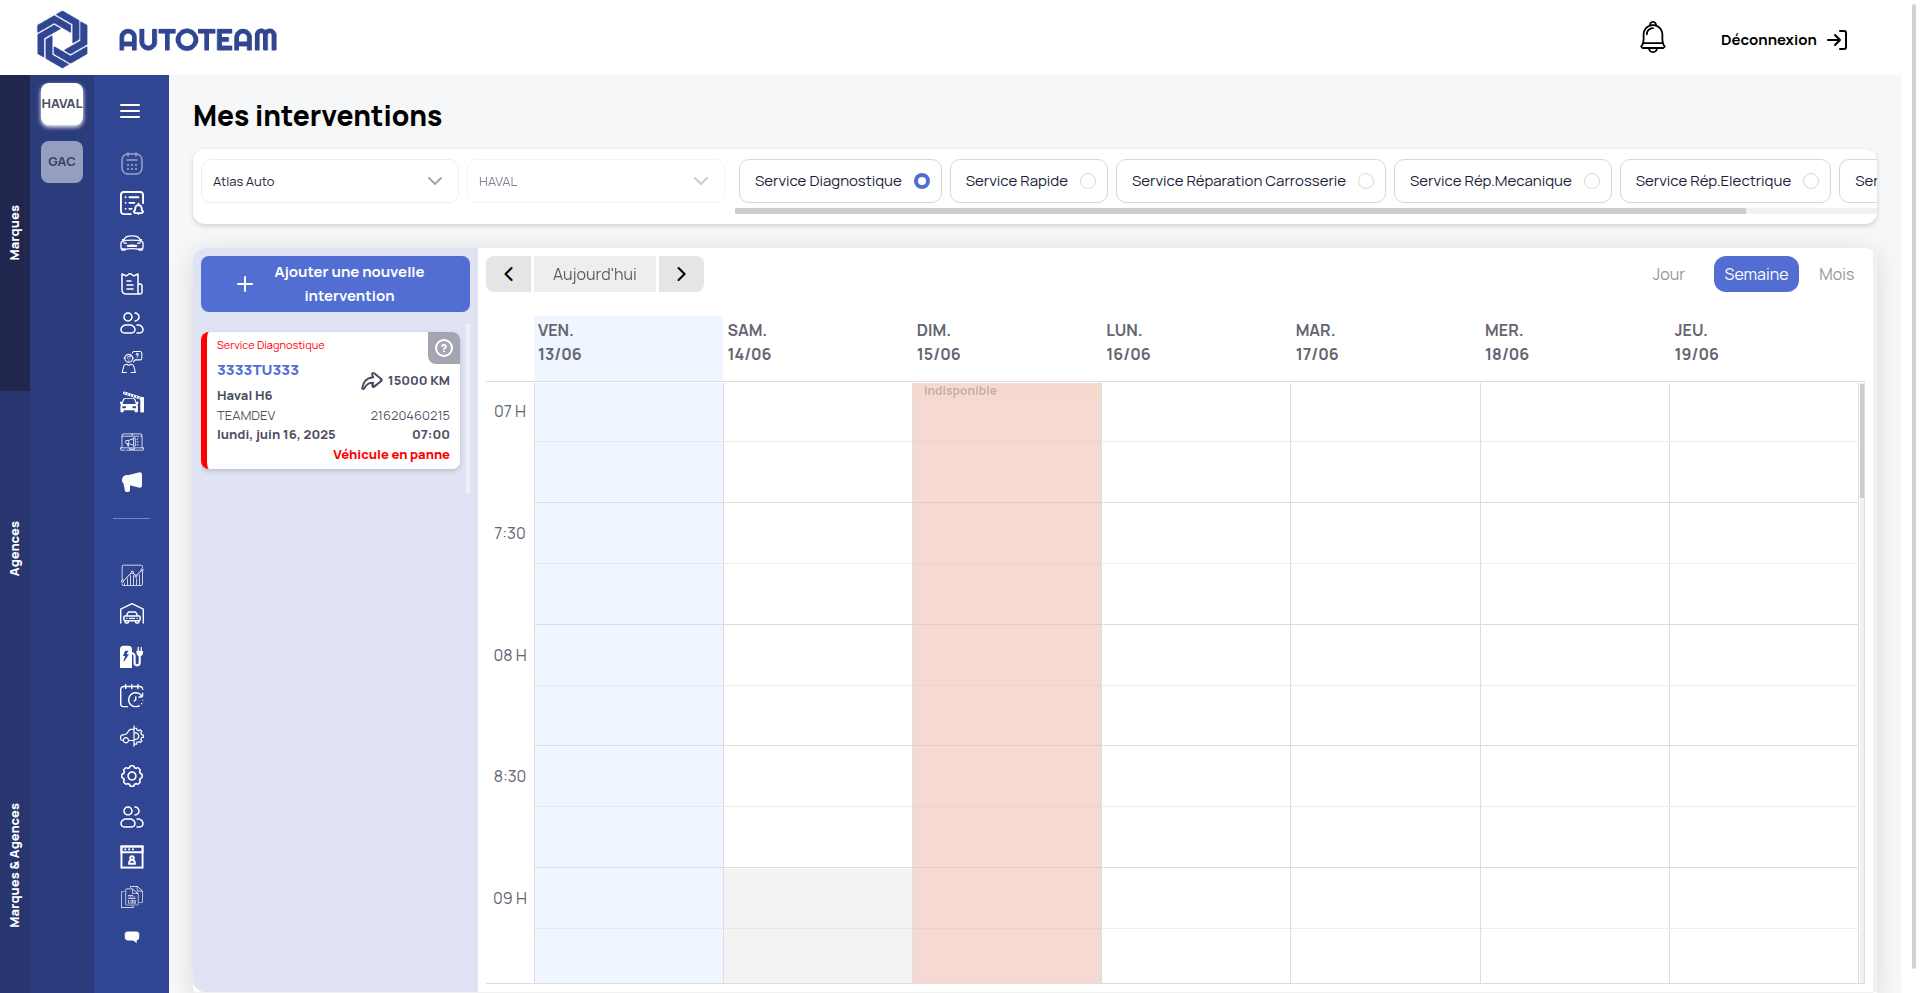 AUTOTEAM
Déconnexion
Marques
Agences
Marques & Agences
HAVAL
GAC
Mes interventions
Atlas Auto
HAVAL
Service Diagnostique
Service Rapide
Service Réparation Carrosserie
Service Rép.Mecanique
Service Rép.Electrique
Ser
Ajouter une nouvelle
intervention
Service Diagnostique
3333TU333
15000 KM
Haval H6
TEAMDEV 21620460215
lundi, juin 16, 2025 07:00
Véhicule en panne
Aujourd'hui
Jour Semaine Mois
VEN. SAM. DIM. LUN. MAR. MER. JEU.
13/06 14/06 15/06 16/06 17/06 18/06 19/06
indisponible
07 H
7:30
08 H
8:30
09 H